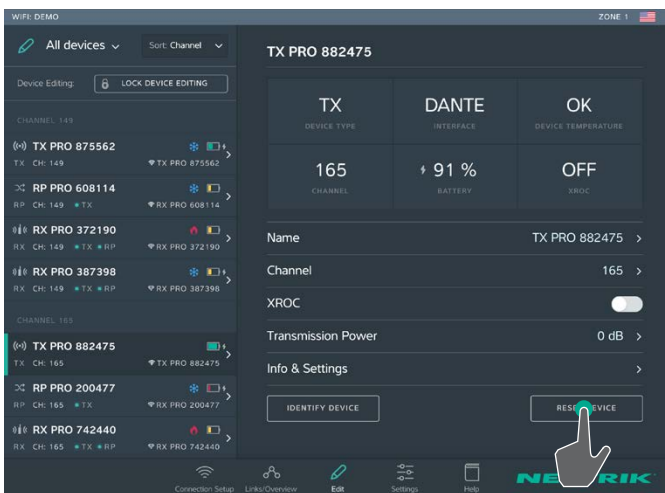 WIFI: DEMO
ZONE 1
All devices
Sort: Channel
Device Editing:
LOCK DEVICE EDITING
CHANNEL 149
TX PRO 875562
TX CH: 149
TX PRO 875562
RP PRO 608114
RP CH: 149 TX
RX PRO 608114
RX PRO 372190
RX CH: 149 TX RP
RX PRO 372190
RX PRO 387398
RX CH: 149 TX RP
RX PRO 387398
CHANNEL 165
TX PRO 882475
TX CH: 165
TX PRO 882475
RP PRO 200477
RP CH: 165 TX
RX PRO 200477
RX PRO 742440
RX CH: 165 TX RP
RX PRO 742440
TX PRO 882475
TX DANTE OK
DEVICE TYPE INTERFACE DEVICE TEMPERATURE
165 91 % OFF
CHANNEL BATTERY XROC
Name TX PRO 882475
Channel 165
XROC
Transmission Power 0 dB
Info & Settings
IDENTIFY DEVICE
Connection Setup Links/Overview Edit Settings Help